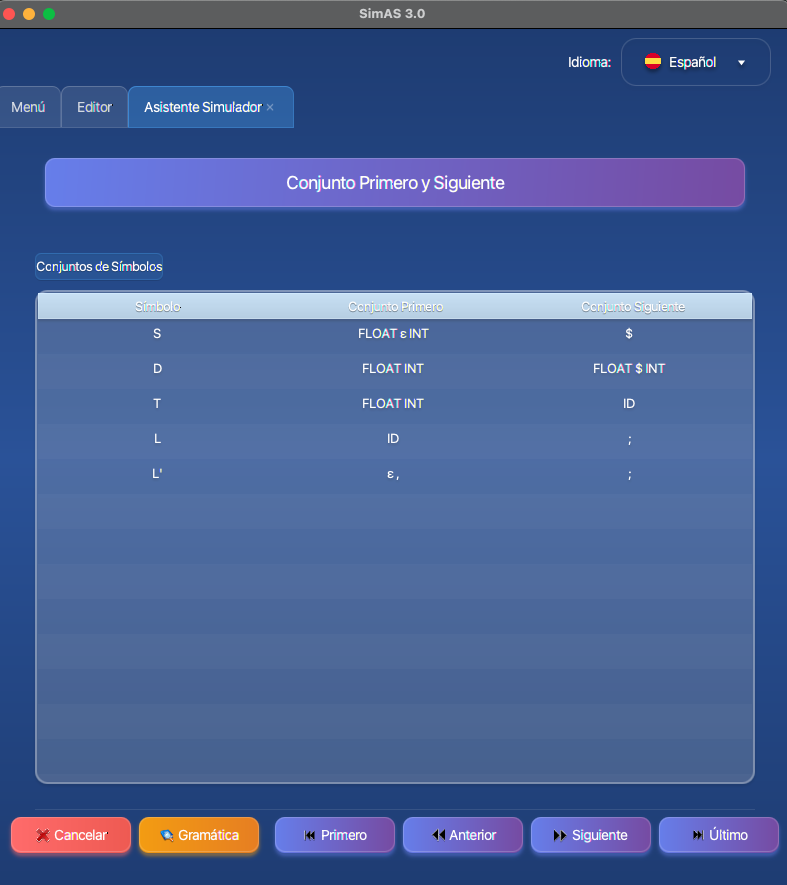 SimAS 3.0
Idioma: Español
Menú Editor Asistente Simulador ×
Conjunto Primero y Siguiente
Conjuntos de Símbolos
Símbolo Conjunto Primero Conjunto Siguiente
S FLOAT ε INT $
D FLOAT INT FLOAT $ INT
T FLOAT INT ID
L ID ;
L' ε , ;
Cancelar Gramática Primero Anterior Siguiente Último